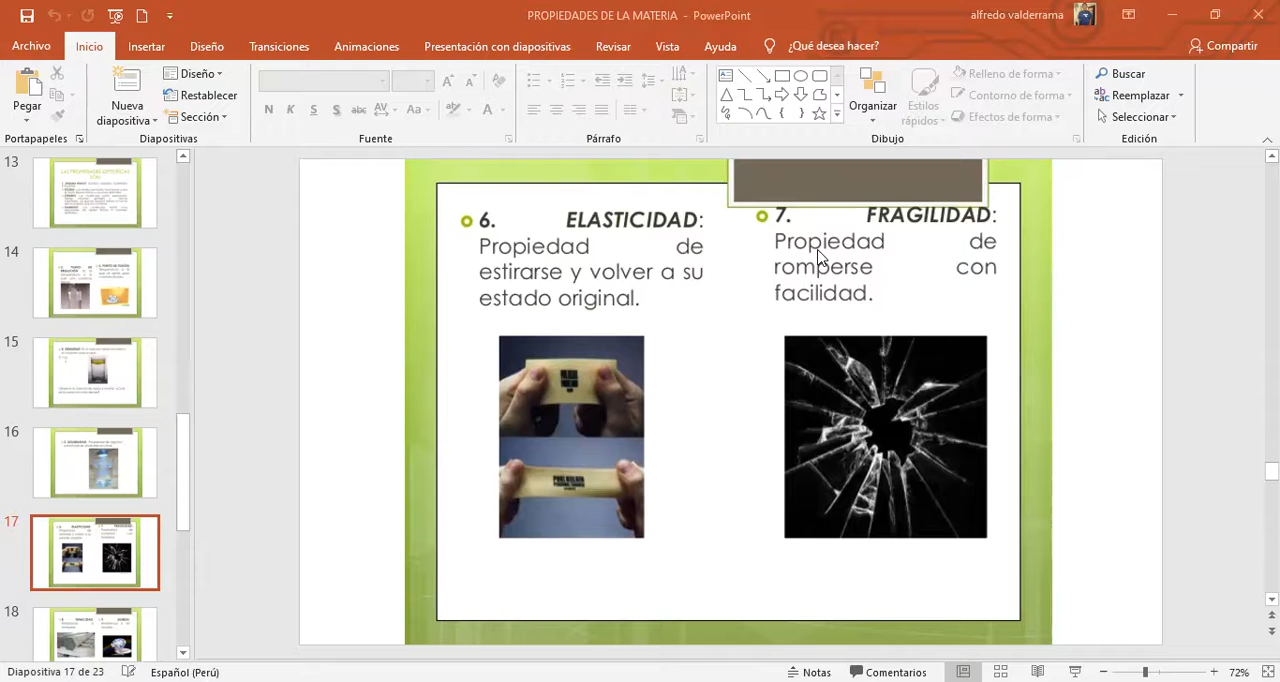 PROPIEDADES DE LA MATERIA - PowerPoint
alfredo valderrama
Archivo Inicio Insertar Diseño Transiciones Animaciones Presentación con diapositivas Revisar Vista Ayuda ¿Qué desea hacer? Compartir
Pegar
Nueva diapositiva
Diseño
Restablecer
Sección
N K S S abc AV Aa A
Organizar
Estilos rápidos
Relleno de forma
Contorno de forma
Efectos de forma
Buscar
Reemplazar
Seleccionar
Portapapeles Diapositivas Fuente Párrafo Dibujo Edición
13
14
15
16
17
18
6. ELASTICIDAD:
Propiedad de
estirarse y volver a su
estado original.
7. FRAGILIDAD:
Propiedad de
romperse con
facilidad.
Diapositiva 17 de 23 Español (Perú) Notas Comentarios 72%